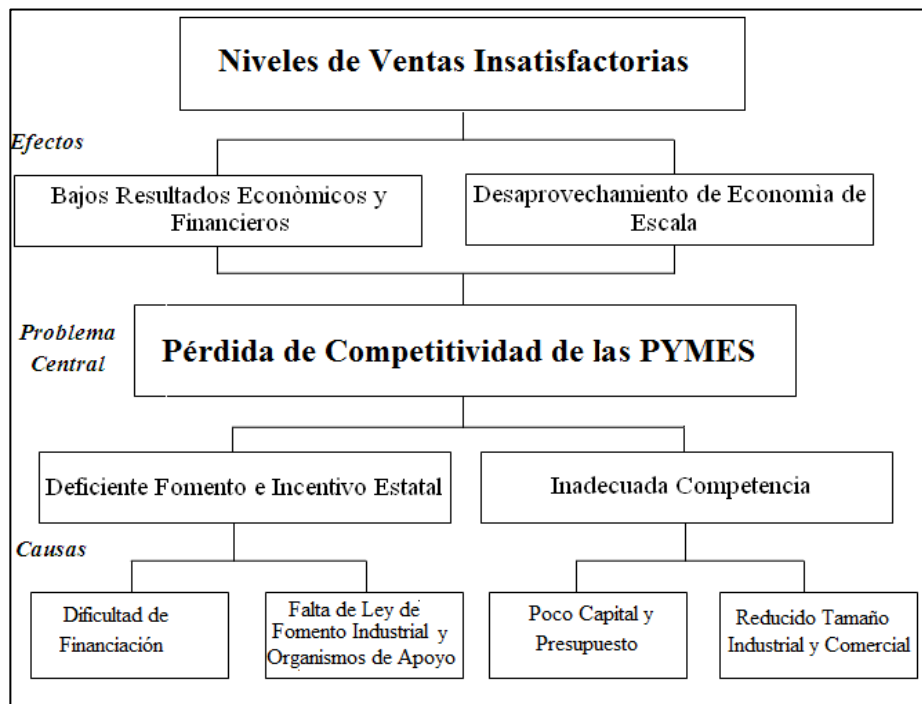 Niveles de Ventas Insatisfactorias
Efectos
Bajos Resultados Econòmicos y
Financieros
Desaprovechamiento de Economìa de
Escala
Problema
Central
Pérdida de Competitividad de las PYMES
Deficiente Fomento e Incentivo Estatal
Inadecuada Competencia
Causas
Dificultad de
Financiación
Falta de Ley de
Fomento Industrial y
Organismos de Apoyo
Poco Capital y
Presupuesto
Reducido Tamaño
Industrial y Comercial